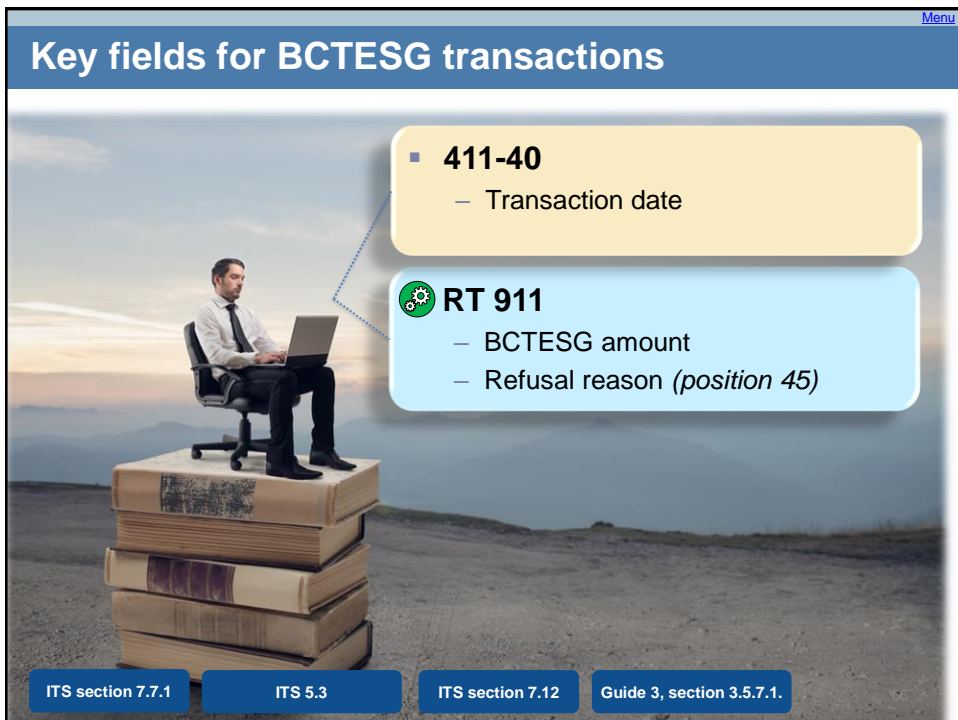 Menu
Key fields for BCTESG transactions
▪ 411-40
– Transaction date
RT 911
– BCTESG amount
– Refusal reason (position 45)
ITS section 7.7.1
ITS 5.3
ITS section 7.12
Guide 3, section 3.5.7.1.